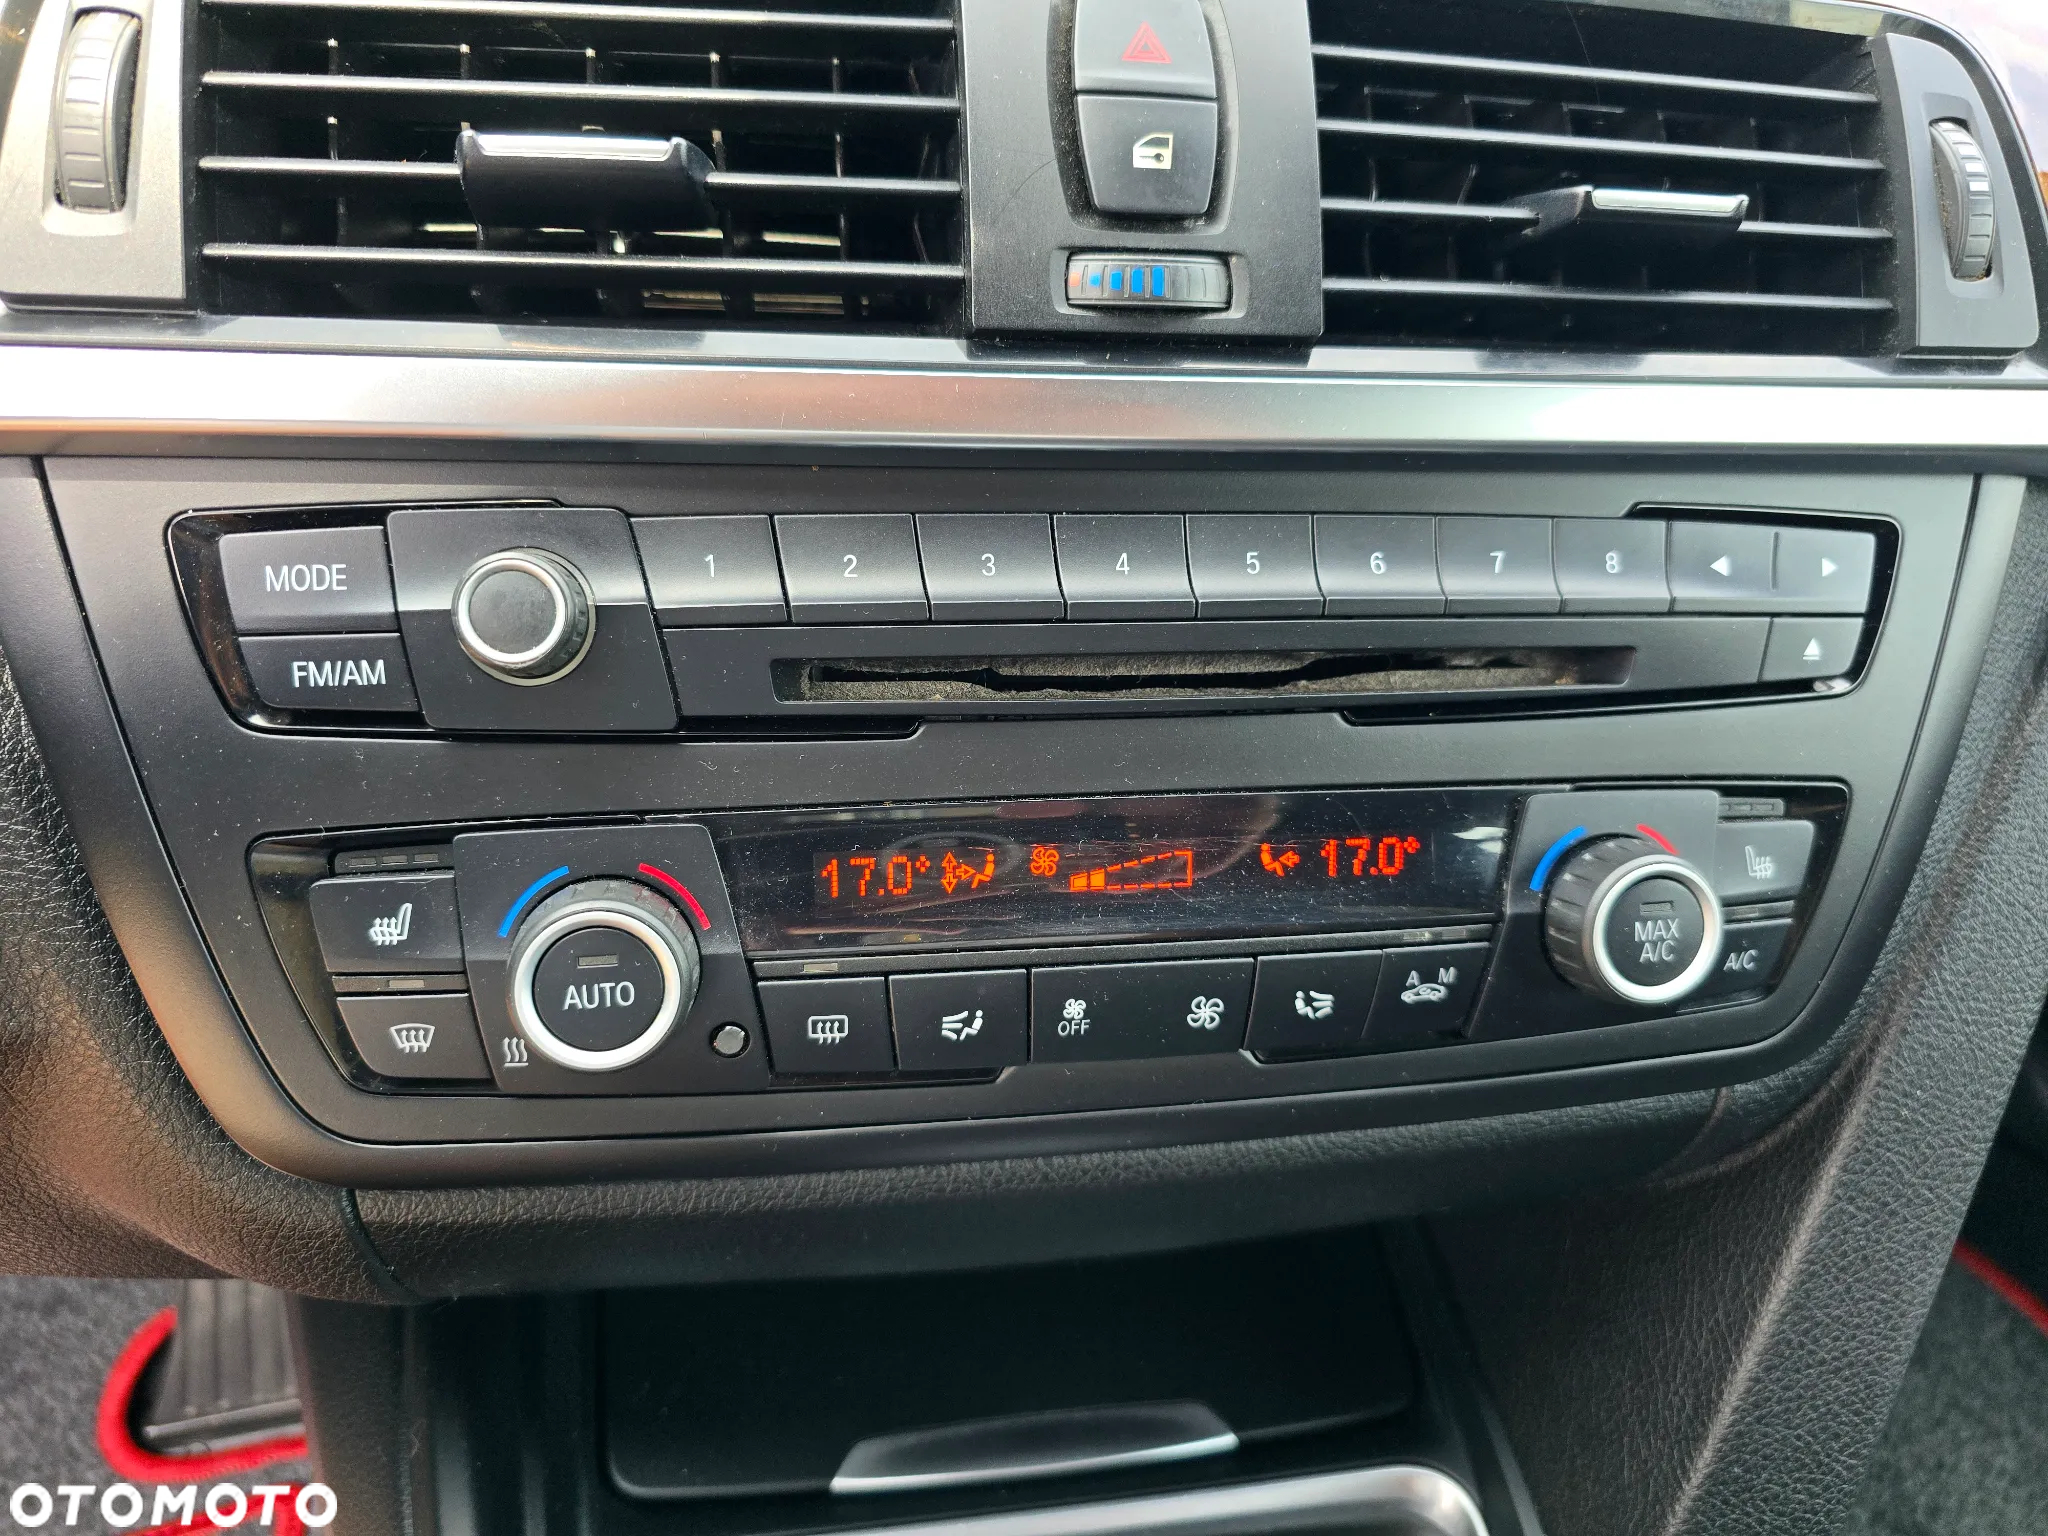 MODE
1 2 3 4 5 6 7 8
FM/AM
17.0° 17.0°
AUTO
OFF
A M
MAX
A/C
A/C
OTOMOTO